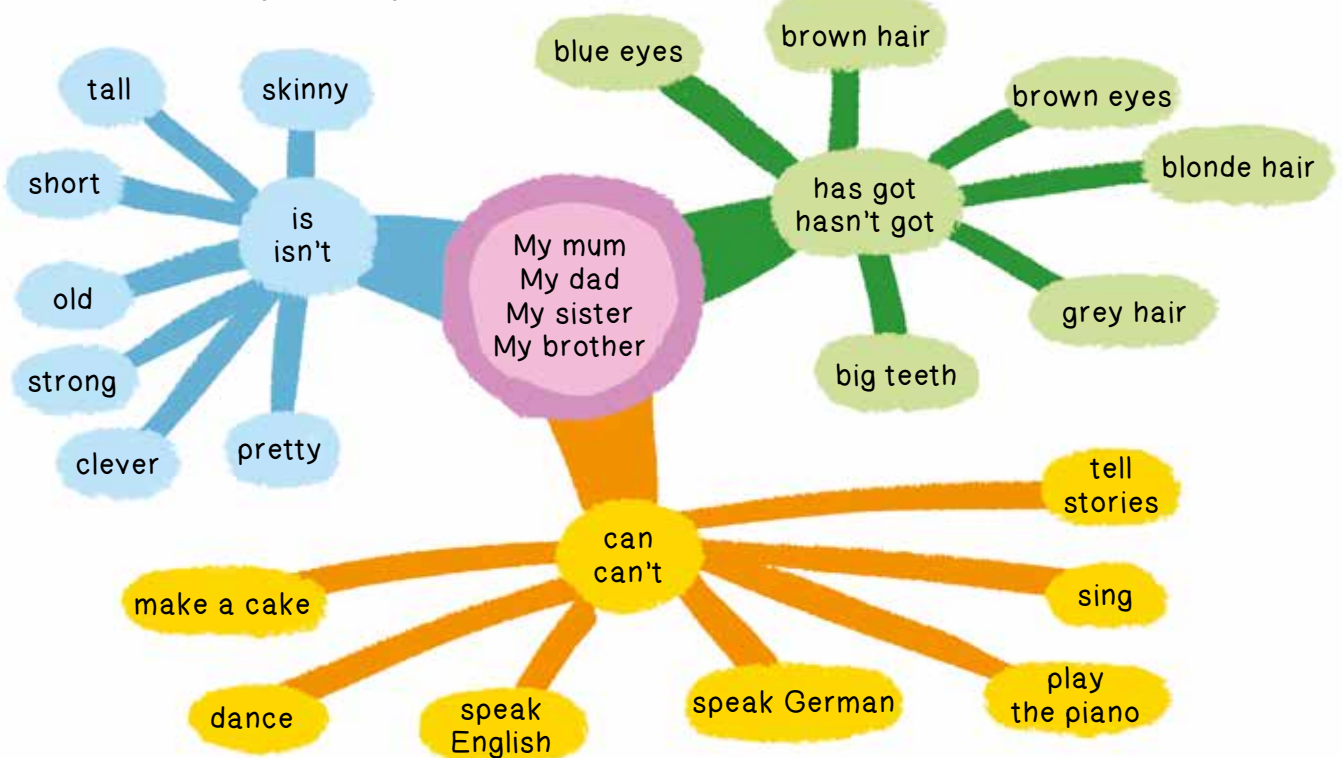 tall
skinny
short
is
isn't
old
strong
clever
pretty
My mum
My dad
My sister
My brother
blue eyes
brown hair
brown eyes
blonde hair
has got
hasn't got
grey hair
big teeth
can
can't
tell
stories
make a cake
sing
dance
speak
English
speak German
play
the piano